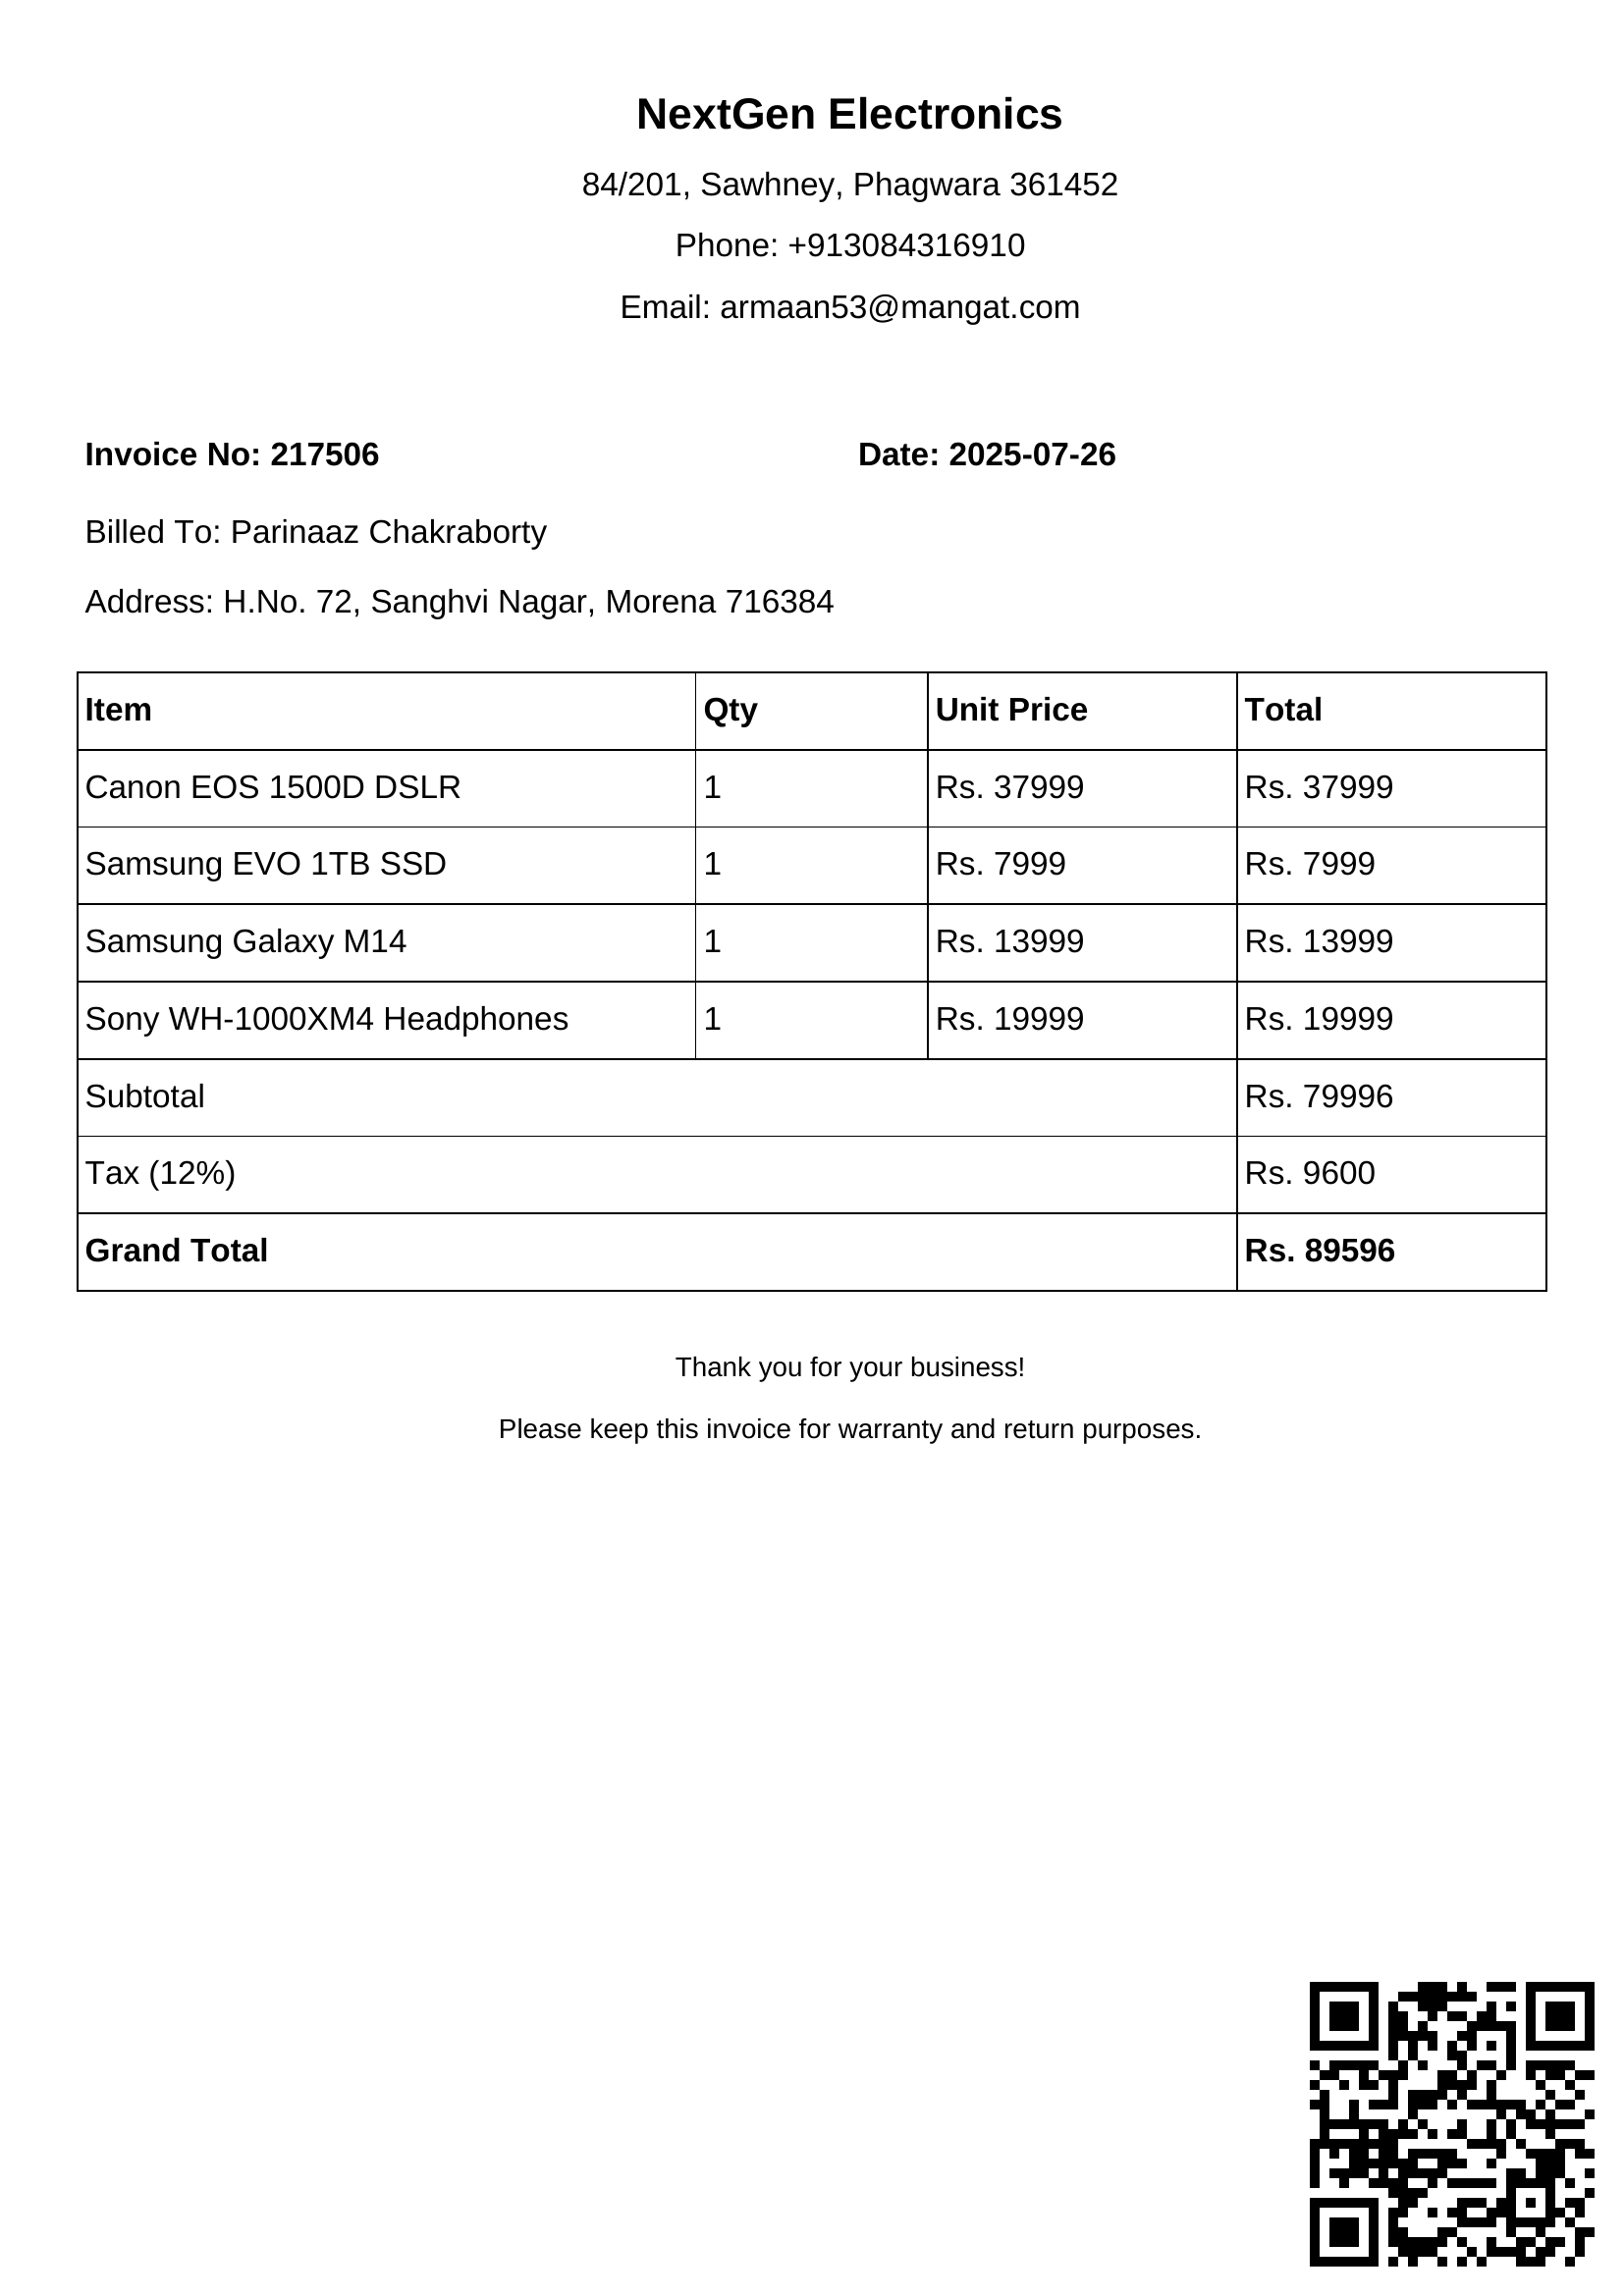 NextGen Electronics
84/201, Sawhney, Phagwara 361452
Phone: +913084316910
Email: armaan53@mangat.com
Invoice No: 217506 Date: 2025-07-26
Billed To: Parinaaz Chakraborty
Address: H.No. 72, Sanghvi Nagar, Morena 716384
Item Qty Unit Price Total
Canon EOS 1500D DSLR 1 Rs. 37999 Rs. 37999
Samsung EVO 1TB SSD 1 Rs. 7999 Rs. 7999
Samsung Galaxy M14 1 Rs. 13999 Rs. 13999
Sony WH-1000XM4 Headphones 1 Rs. 19999 Rs. 19999
Subtotal Rs. 79996
Tax (12%) Rs. 9600
Grand Total Rs. 89596
Thank you for your business!
Please keep this invoice for warranty and return purposes.